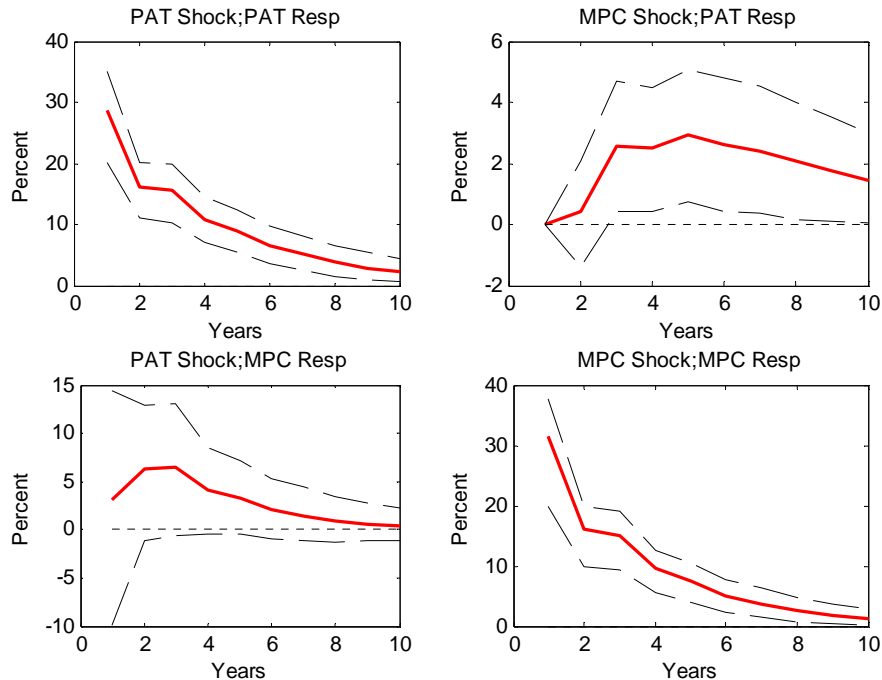 PAT Shock;PAT Resp
40
30
20
10
0
Percent
0 2 4 6 8 10
Years
MPC Shock;PAT Resp
6
4
2
0
-2
Percent
0 2 4 6 8 10
Years
PAT Shock;MPC Resp
15
10
5
0
-5
-10
Percent
0 2 4 6 8 10
Years
MPC Shock;MPC Resp
40
30
20
10
0
Percent
0 2 4 6 8 10
Years